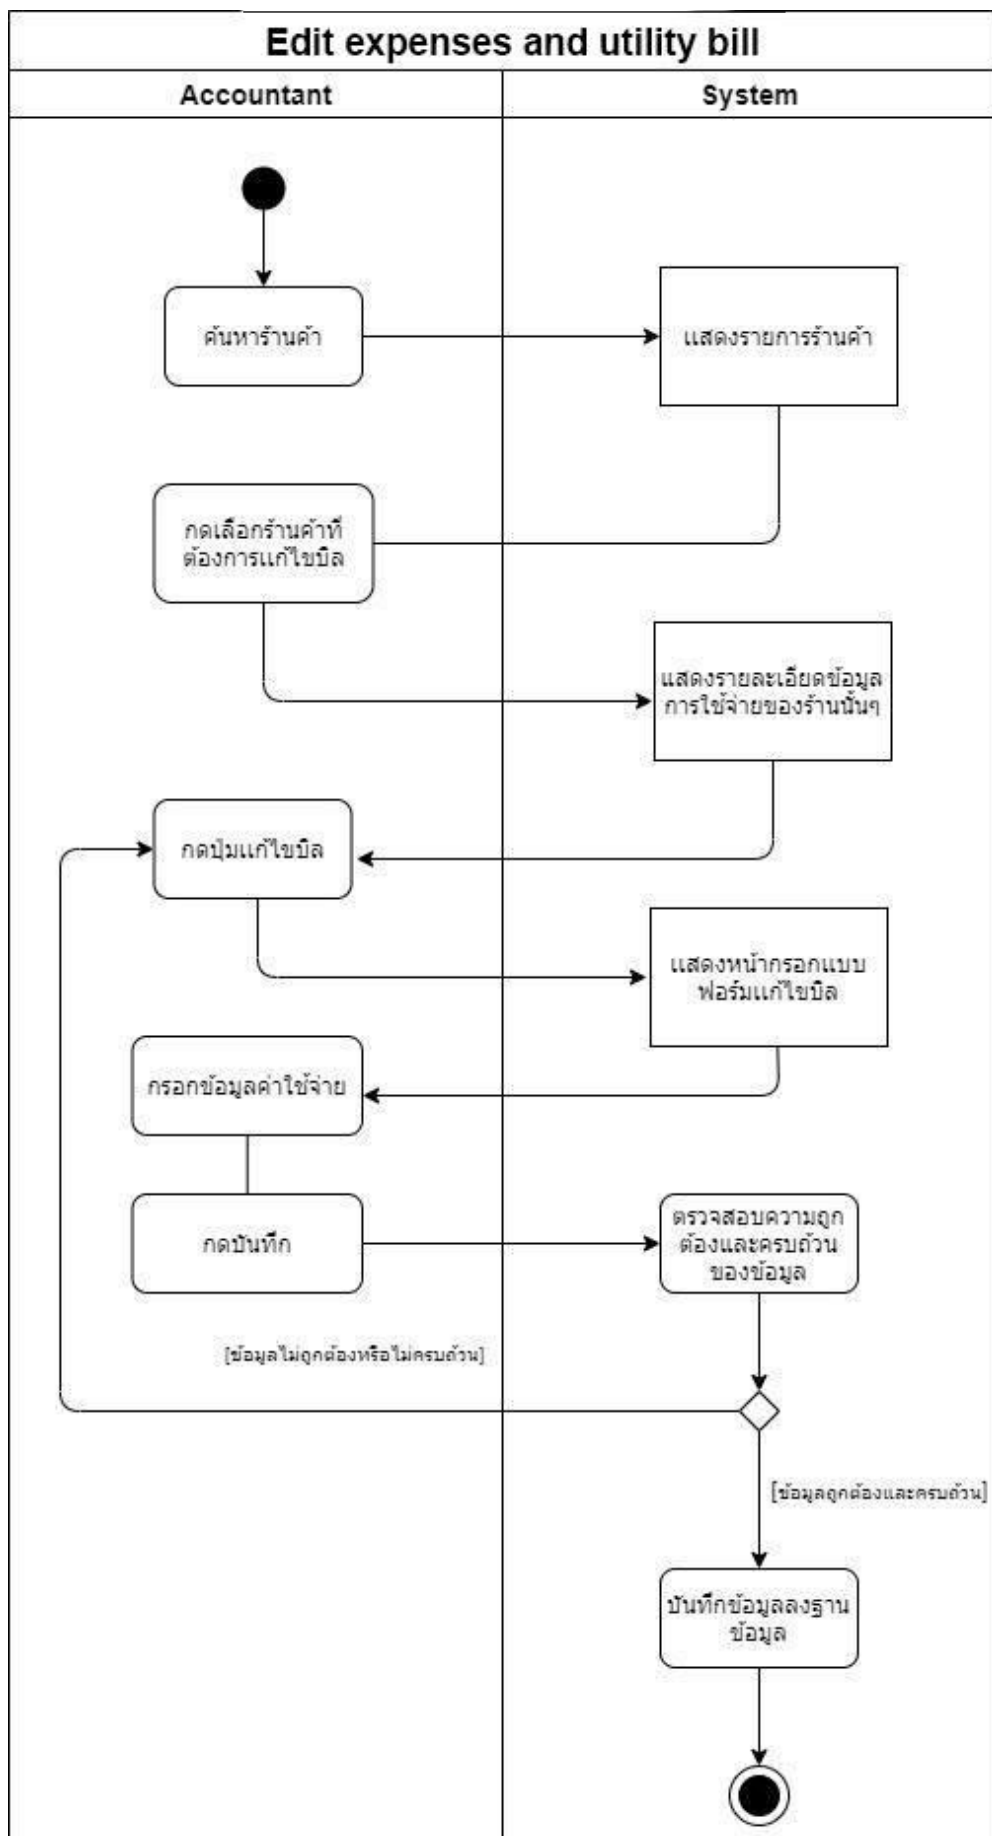 Edit expenses and utility bill
Accountant
System
ค้นหาร้านค้า
แสดงรายการร้านค้า
กดเลือกร้านค้าที่
ต้องการแก้ไขบิล
แสดงรายละเอียดข้อมูล
การใช้จ่ายของร้านนั้นๆ
กดปุ่มแก้ไขบิล
แสดงหน้ากรอกแบบ
ฟอร์มแก้ไขบิล
กรอกข้อมูลค่าใช้จ่าย
กดบันทึก
ตรวจสอบความถูก
ต้องและครบถ้วน
ของข้อมูล
[ข้อมูลไม่ถูกต้องหรือไม่ครบถ้วน]
[ข้อมูลถูกต้องและครบถ้วน]
บันทึกข้อมูลลงฐาน
ข้อมูล